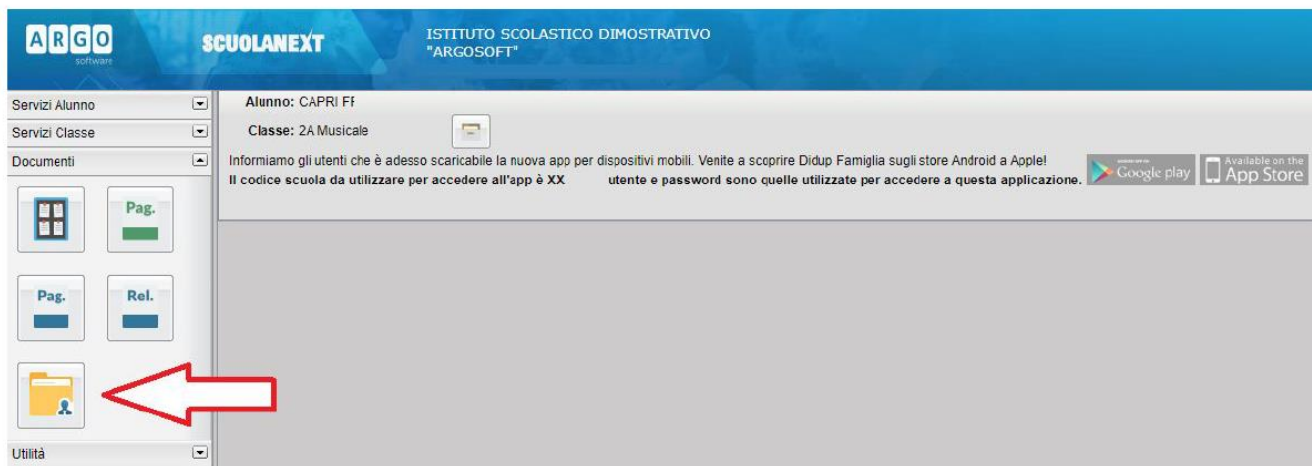 ARGO
software
SCUOLANEXT
ISTITUTO SCOLASTICO DIMOSTRATIVO
"ARGOSOFT"
Servizi Alunno
Servizi Classe
Documenti
Pag.
Pag.
Rel.
Utilità
Alunno: CAPRI FF
Classe: 2A Musicale
Informiamo gli utenti che è adesso scaricabile la nuova app per dispositivi mobili. Venite a scoprire Didup Famiglia sugli store Android a Apple!
Il codice scuola da utilizzare per accedere all'app è XX utente e password sono quelle utilizzate per accedere a questa applicazione.
Google play
Available on the
App Store